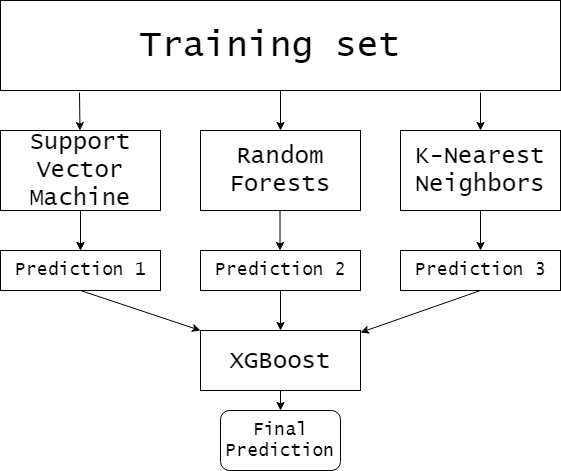 Training set
Support
Vector
Machine
Random
Forests
K-Nearest
Neighbors
Prediction 1
Prediction 2
Prediction 3
XGBoost
Final
Prediction